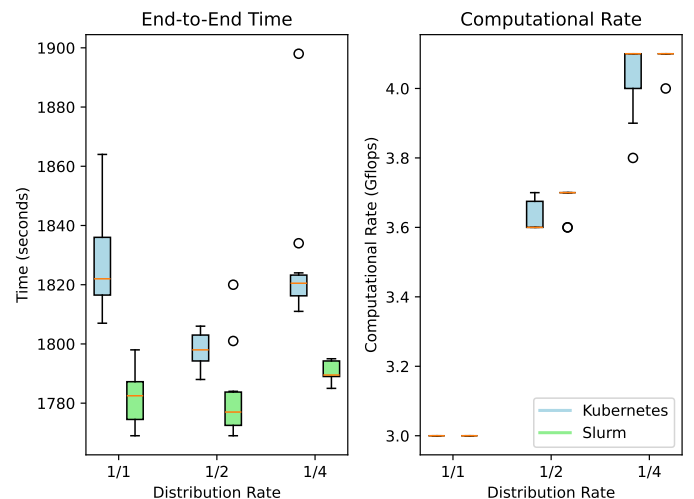 End-to-End Time
Time (seconds)
1900
1880
1860
1840
1820
1800
1780
1/1
1/2
1/4
Distribution Rate
Computational Rate
Computational Rate (Gflops)
4.0
3.8
3.6
3.4
3.2
3.0
Kubernetes
Slurm
1/1
1/2
1/4
Distribution Rate